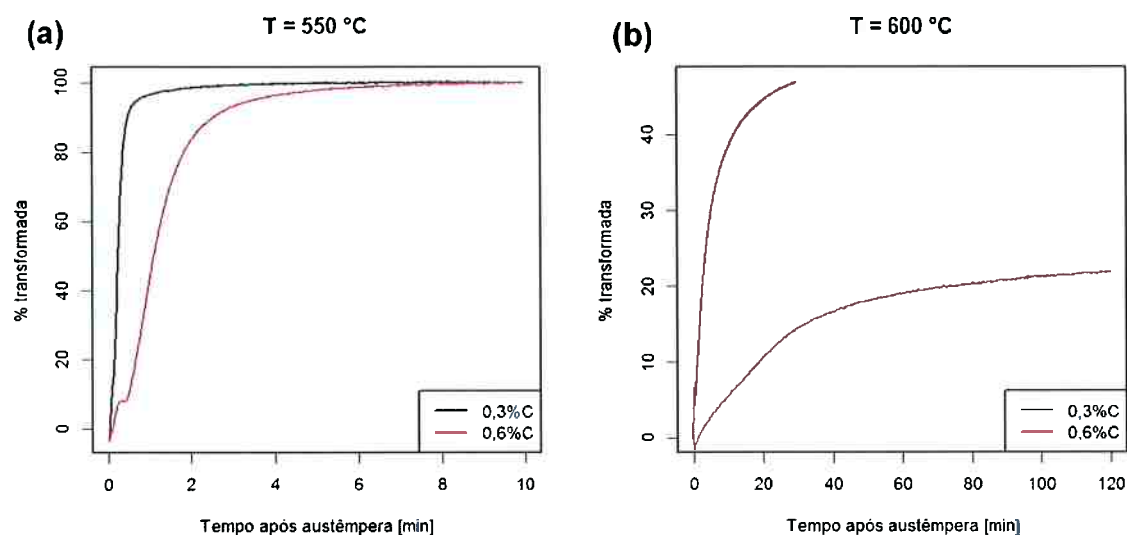 (a)
T = 550 °C
% transformada
100
80
60
40
20
0
0 2 4 6 8 10
Tempo após austêmpera [min]
0,3%C
0,6%C
(b)
T = 600 °C
% transformada
40
30
20
10
0
0 20 40 60 80 100 120
Tempo após austêmpera [min]
0,3%C
0,6%C